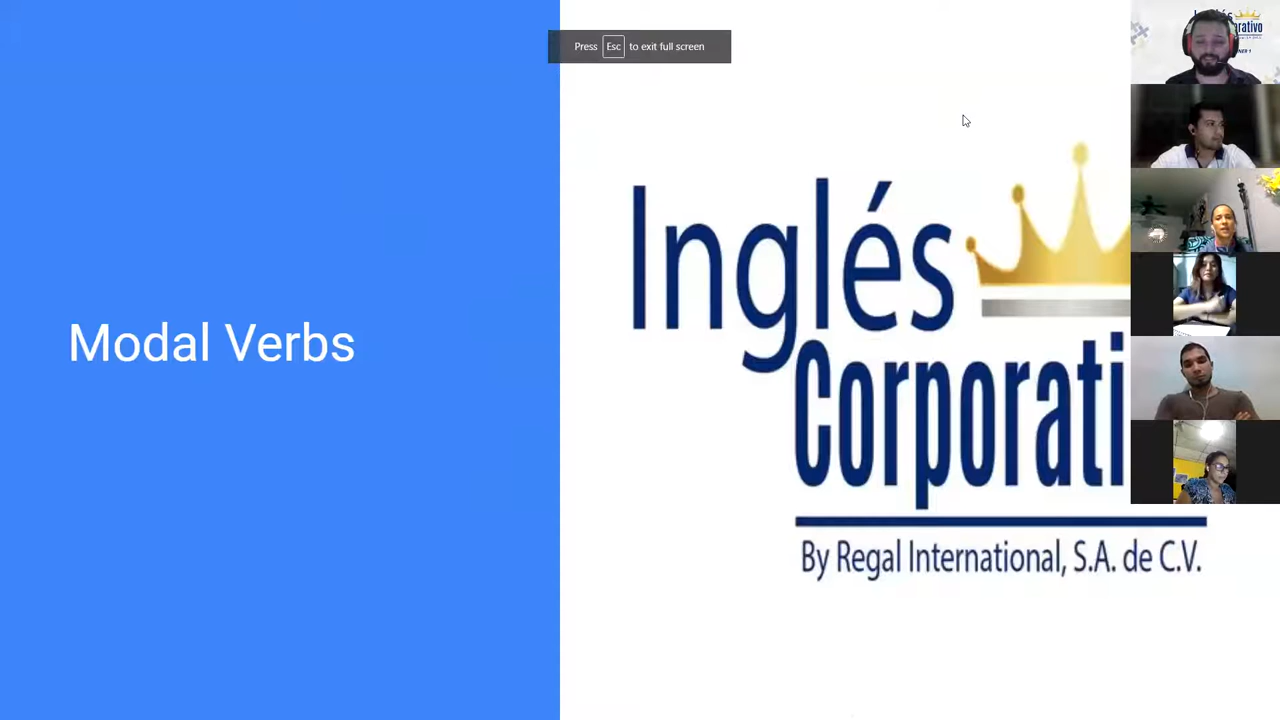 Press Esc to exit full screen
Modal Verbs
Inglés
Corporati
By Regal International, S.A. de C.V.